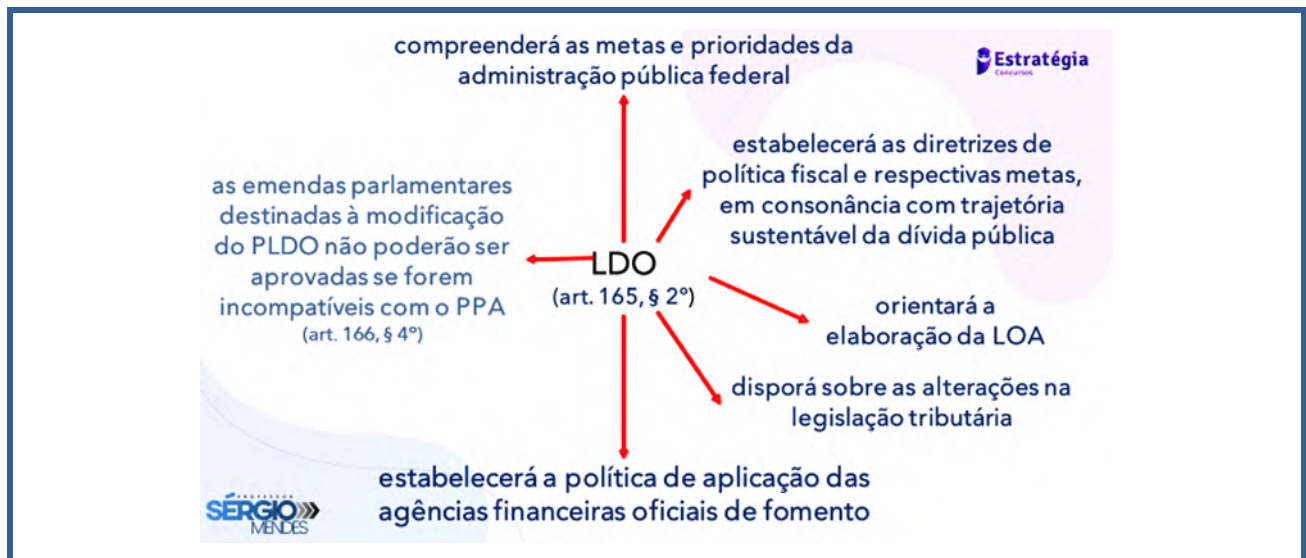 compreenderá as metas e prioridades da
administração pública federal
Estratégia
Concursos
estabelecerá as diretrizes de
política fiscal e respectivas metas,
em consonância com trajetória
sustentável da dívida pública
as emendas parlamentares
destinadas à modificação
do PLDO não poderão ser
aprovadas se forem
incompatíveis com o PPA
(art. 166, § 4º)
LDO
(art. 165, § 2º)
orientará a
elaboração da LOA
disporá sobre as alterações na
legislação tributária
estabelecerá a política de aplicação das
agências financeiras oficiais de fomento
PROFESSOR
SÉRGIO
MENDES